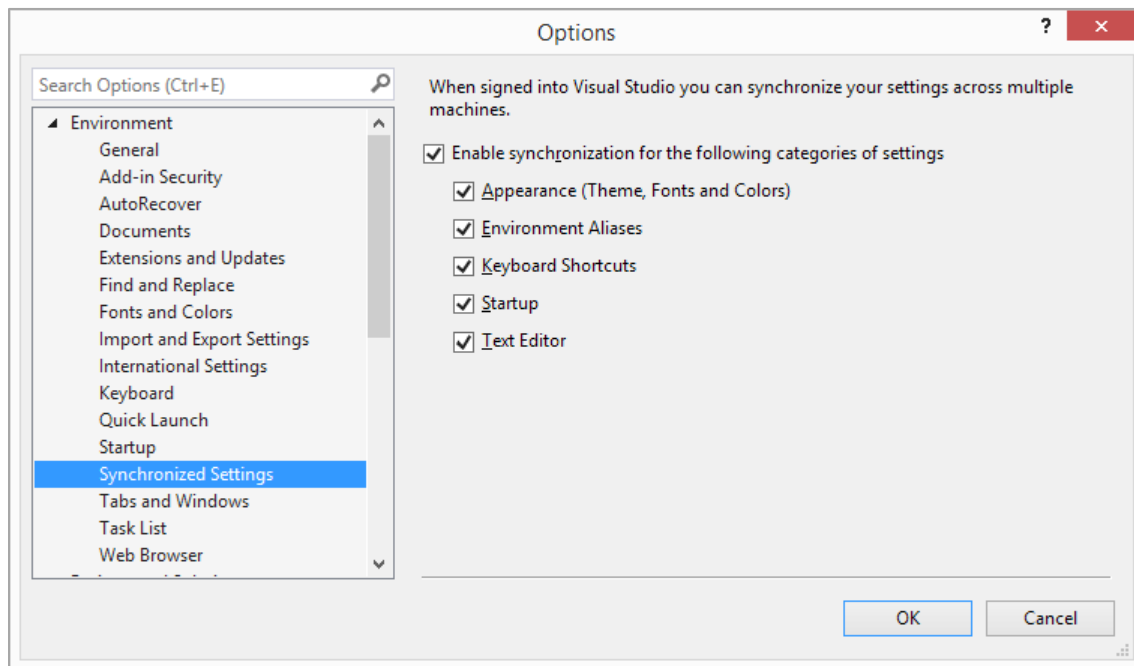 Options
?
Search Options (Ctrl+E)
Environment
General
Add-in Security
AutoRecover
Documents
Extensions and Updates
Find and Replace
Fonts and Colors
Import and Export Settings
International Settings
Keyboard
Quick Launch
Startup
Synchronized Settings
Tabs and Windows
Task List
Web Browser
When signed into Visual Studio you can synchronize your settings across multiple
machines.
Enable synchronization for the following categories of settings
Appearance (Theme, Fonts and Colors)
Environment Aliases
Keyboard Shortcuts
Startup
Text Editor
OK
Cancel